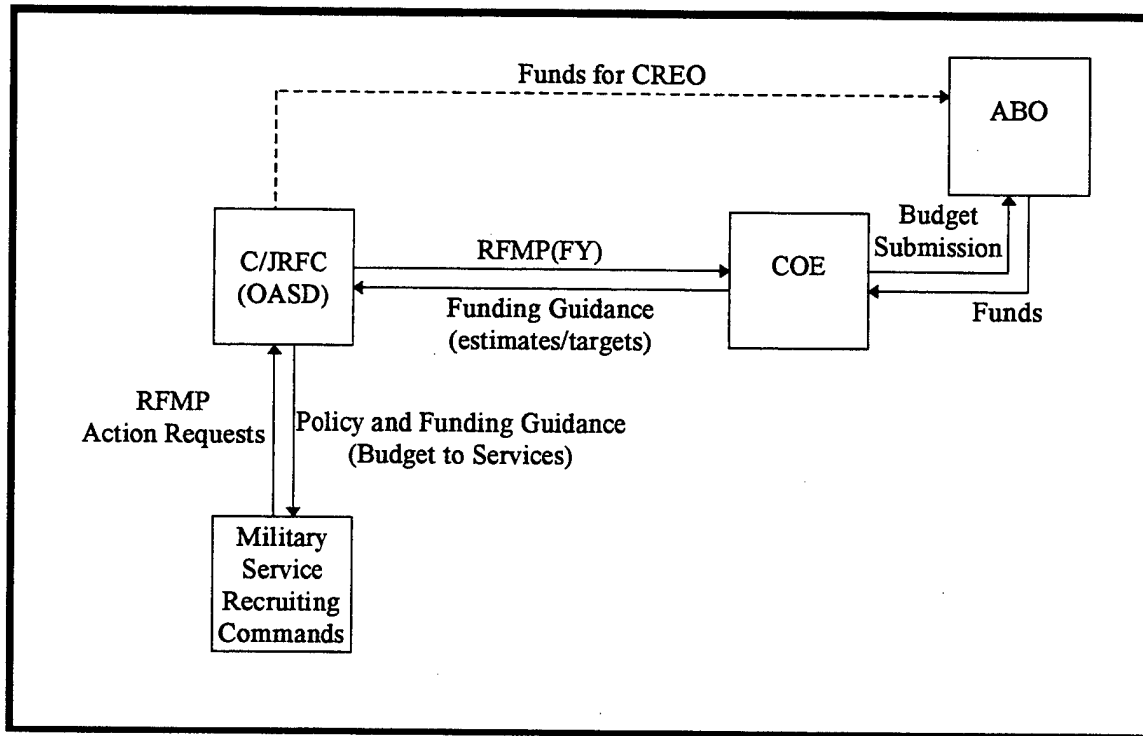 Funds for CREO
ABO
C/JRFC
(OASD)
RFMP(FY)
Funding Guidance
(estimates/targets)
COE
Budget
Submission
Funds
RFMP
Action Requests
Policy and Funding Guidance
(Budget to Services)
Military
Service
Recruiting
Commands